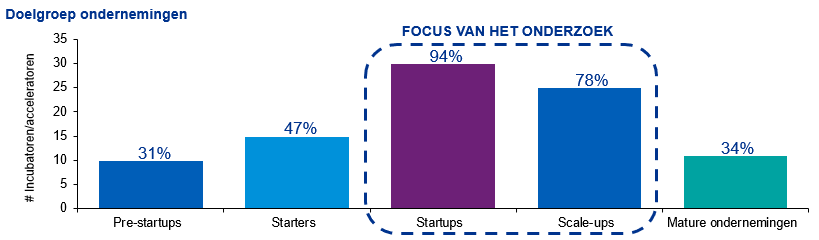 Doelgroep ondernemingen
FOCUS VAN HET ONDERZOEK
# Incubatoren/acceleratoren
35
30
25
20
15
10
5
0
31%
47%
94%
78%
34%
Pre-startups
Starters
Startups
Scale-ups
Mature ondernemingen